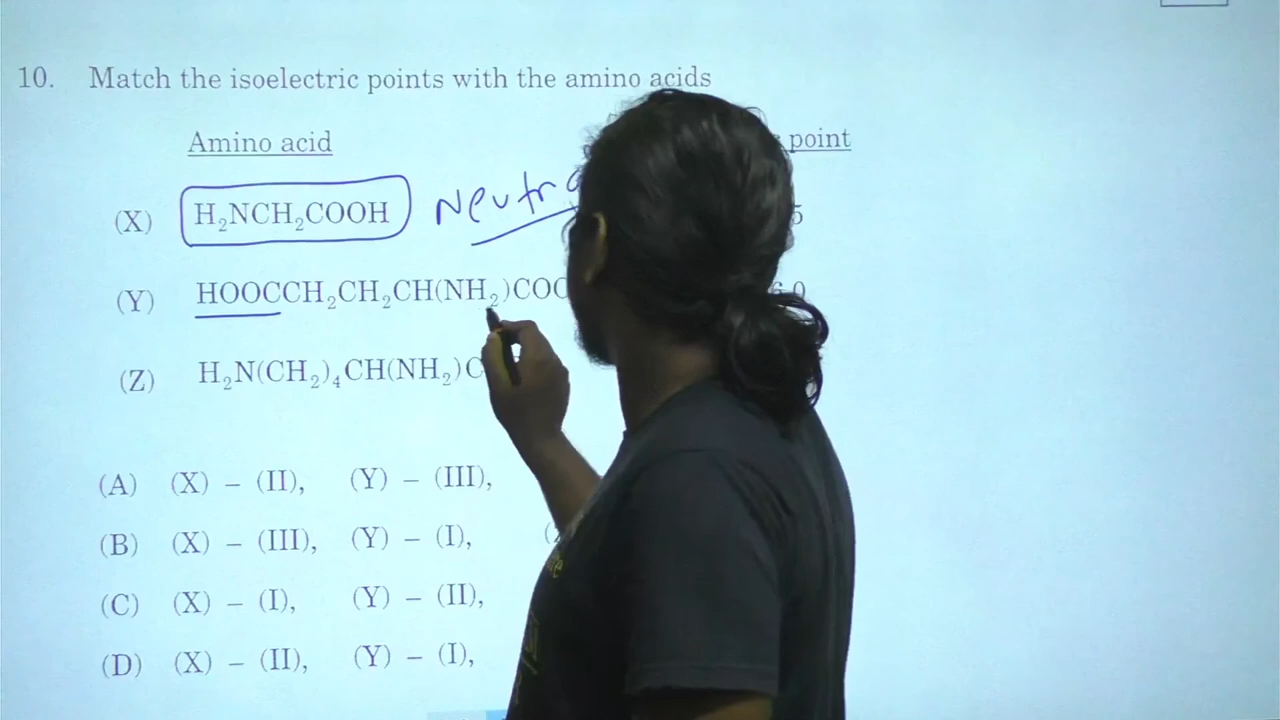 10. Match the isoelectric points with the amino acids
Amino acid point
(X) H₂NCH₂COOH 5
(Y) HOOCCH₂CH₂CH(NH₂)COO
(Z) H₂N(CH₂)₄CH(NH₂)C
(A) (X) – (II), (Y) – (III),
(B) (X) – (III), (Y) – (I),
(C) (X) – (I), (Y) – (II),
(D) (X) – (II), (Y) – (I),